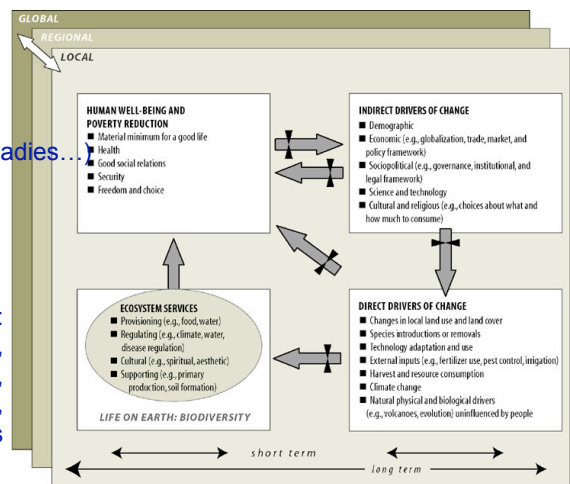 GLOBAL
REGIONAL
LOCAL
HUMAN WELL-BEING AND
POVERTY REDUCTION
■ Material minimum for a good life
■ Health
■ Good social relations
■ Security
■ Freedom and choice
INDIRECT DRIVERS OF CHANGE
■ Demographic
■ Economic (e.g., globalization, trade, market, and
policy framework)
■ Sociopolitical (e.g., governance, institutional, and
legal framework)
■ Science and technology
■ Cultural and religious (e.g., choices about what and
how much to consume)
adies…)
ECOSYSTEM SERVICES
■ Provisioning (e.g., food, water)
■ Regulating (e.g., climate, water,
disease regulation)
■ Cultural (e.g., spiritual, aesthetic)
■ Supporting (e.g., primary
production, soil formation)
LIFE ON EARTH: BIODIVERSITY
DIRECT DRIVERS OF CHANGE
■ Changes in local land use and land cover
■ Species introductions or removals
■ Technology adaptation and use
■ External inputs (e.g., fertilizer use, pest control, irrigation)
■ Harvest and resource consumption
■ Climate change
■ Natural physical and biological drivers
(e.g., volcanoes, evolution) uninfluenced by people
short term
long term